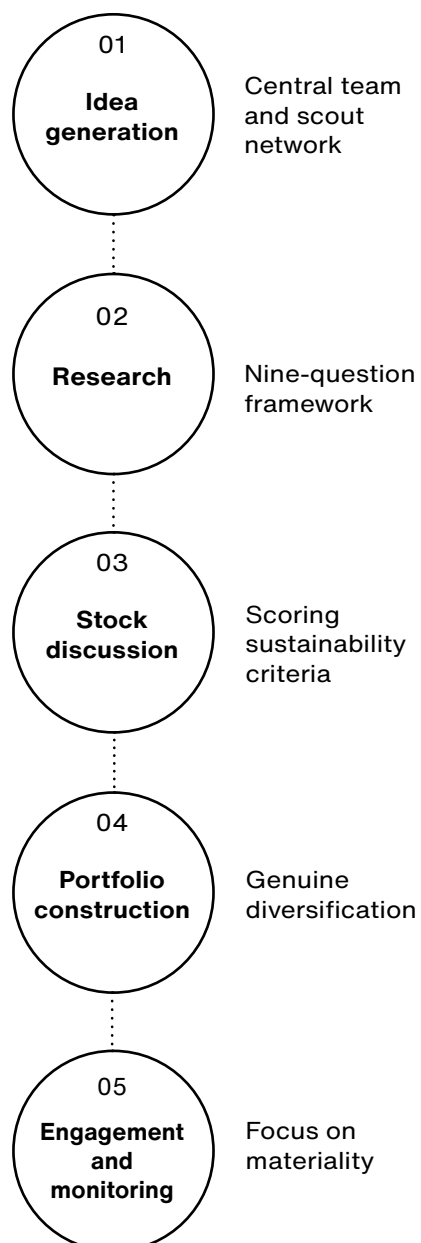 01
Idea
generation
Central team
and scout
network
02
Research
Nine-question
framework
03
Stock
discussion
Scoring
sustainability
criteria
04
Portfolio
construction
Genuine
diversification
05
Engagement
and
monitoring
Focus on
materiality